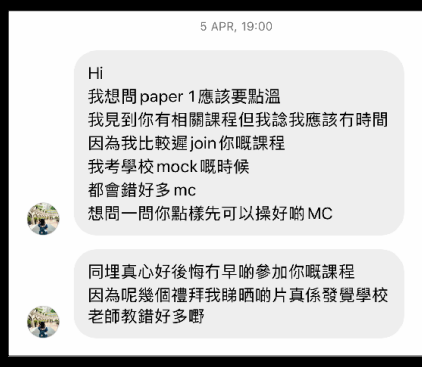 5 APR, 19:00
Hi
我想問paper 1應該要點溫
我見到你有相關課程但我諗我應該冇時間
因為我比較遲join你嘅課程
我考學校mock嘅時候
都會錯好多mc
想問一問你點樣先可以操好啲MC
同埋真心好後悔冇早啲參加你嘅課程
因為呢幾個禮拜我睇晒啲片真係發覺學校
老師教錯好多嘢